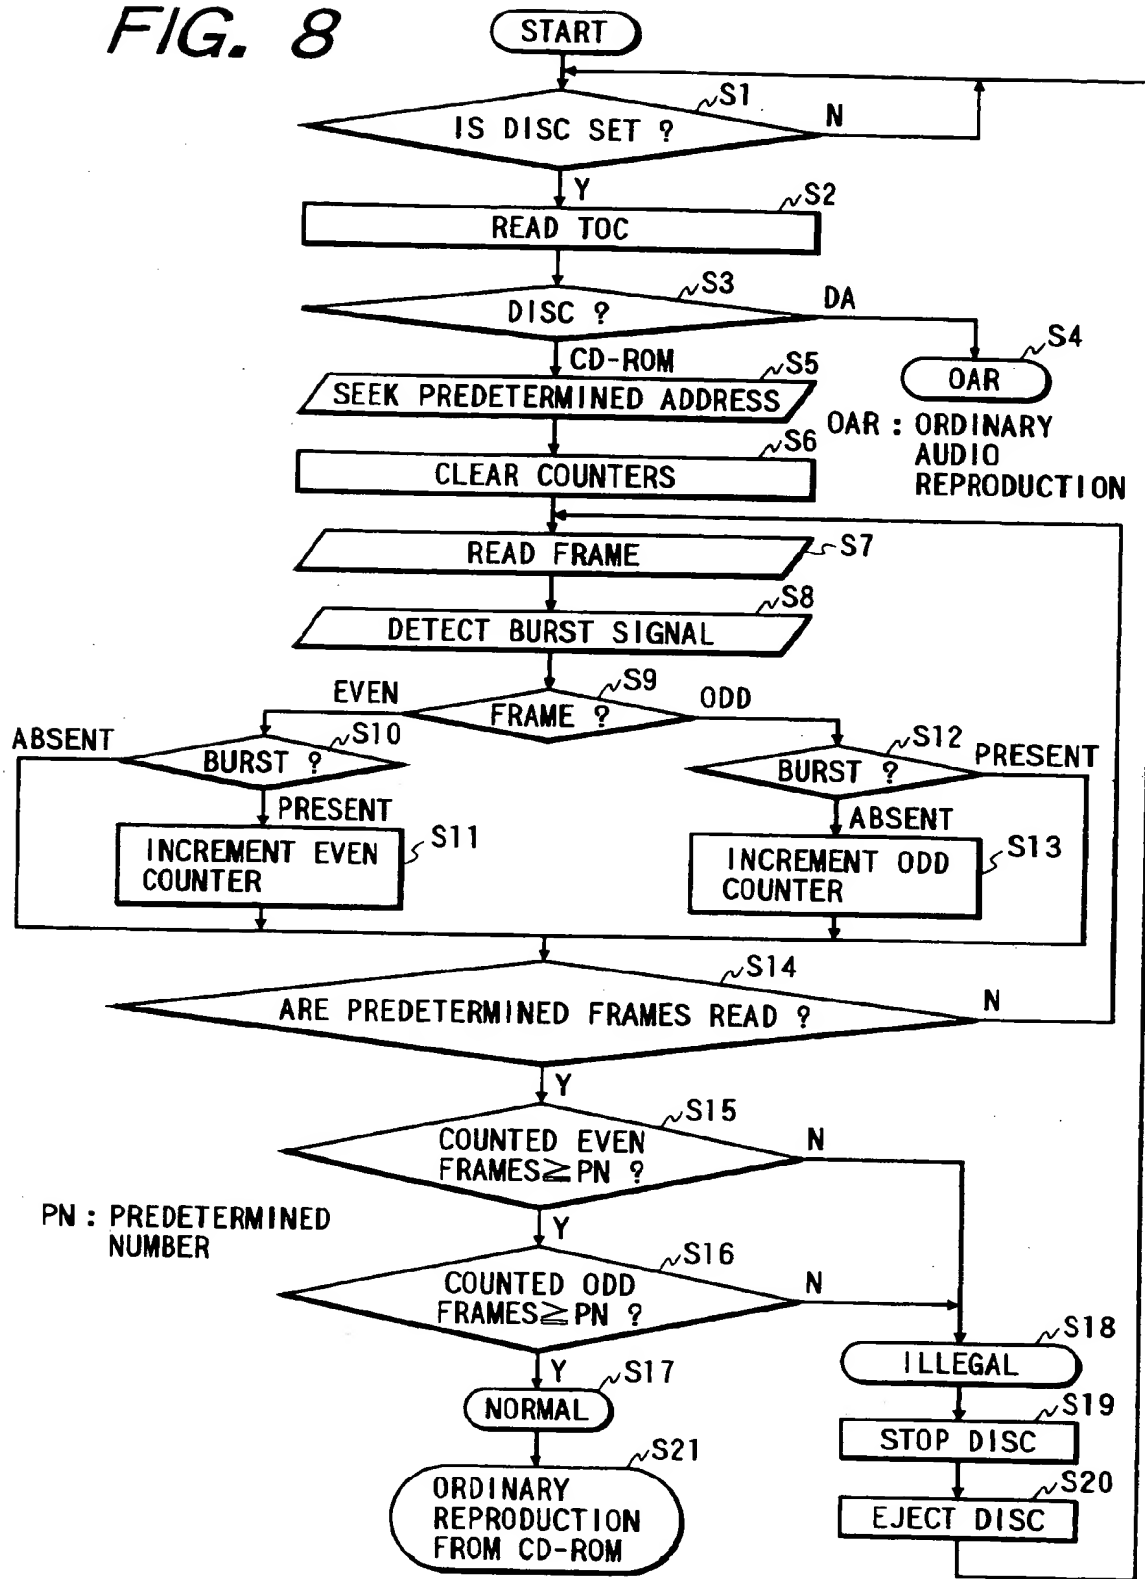 FIG. 8
START
S1
IS DISC SET ?
N
Y
S2
READ TOC
S3
DISC ?
DA
CD-ROM
S4
OAR
S5
SEEK PREDETERMINED ADDRESS
OAR : ORDINARY
AUDIO
REPRODUCTION
S6
CLEAR COUNTERS
READ FRAME
S7
S8
DETECT BURST SIGNAL
EVEN
S9
FRAME ?
ODD
ABSENT
S10
BURST ?
PRESENT
S12
BURST ?
PRESENT
ABSENT
S11
INCREMENT EVEN
COUNTER
S13
INCREMENT ODD
COUNTER
S14
ARE PREDETERMINED FRAMES READ ?
N
Y
S15
COUNTED EVEN
FRAMES≧PN ?
N
Y
PN : PREDETERMINED
NUMBER
S16
COUNTED ODD
FRAMES≧PN ?
N
Y
S17
NORMAL
S18
ILLEGAL
S19
STOP DISC
S20
EJECT DISC
S21
ORDINARY
REPRODUCTION
FROM CD-ROM